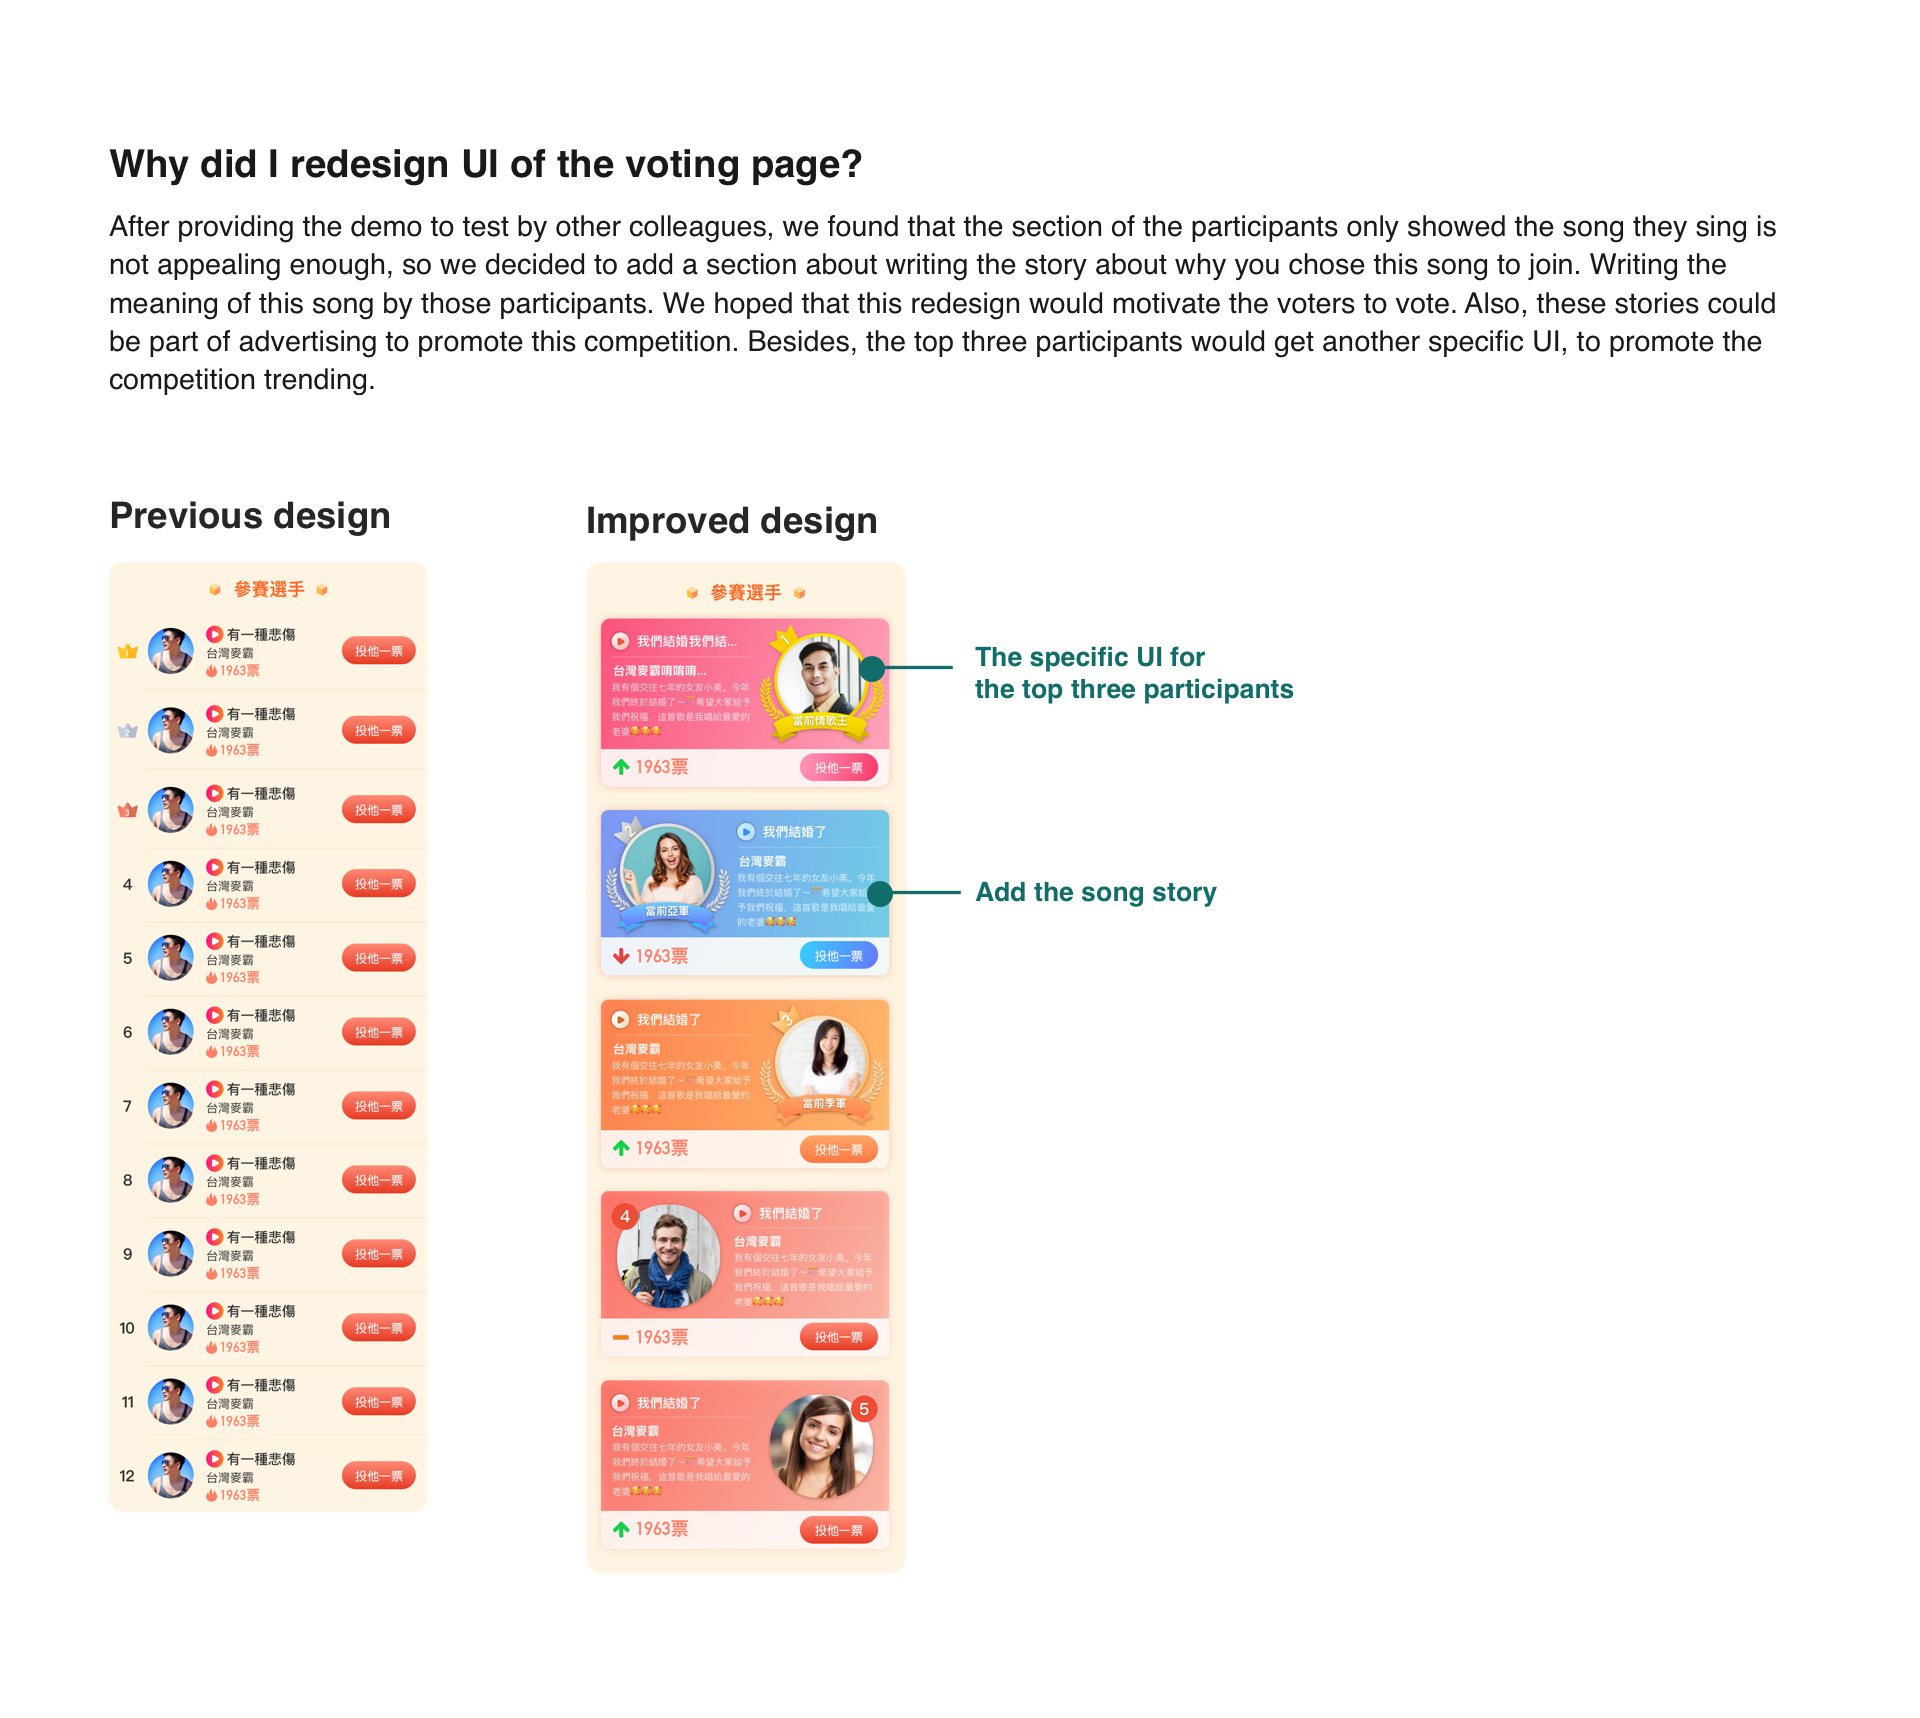 Why did I redesign UI of the voting page?
After providing the demo to test by other colleagues, we found that the section of the participants only showed the song they sing is
not appealing enough, so we decided to add a section about writing the story about why you chose this song to join. Writing the
meaning of this song by those participants. We hoped that this redesign would motivate the voters to vote. Also, these stories could
be part of advertising to promote this competition. Besides, the top three participants would get another specific UI, to promote the
competition trending.
Previous design
參賽選手
1
有一種悲傷
台灣麥霸
1963票
投他一票
2
有一種悲傷
台灣麥霸
1963票
投他一票
3
有一種悲傷
台灣麥霸
1963票
投他一票
4
有一種悲傷
台灣麥霸
1963票
投他一票
5
有一種悲傷
台灣麥霸
1963票
投他一票
6
有一種悲傷
台灣麥霸
1963票
投他一票
7
有一種悲傷
台灣麥霸
1963票
投他一票
8
有一種悲傷
台灣麥霸
1963票
投他一票
9
有一種悲傷
台灣麥霸
1963票
投他一票
10
有一種悲傷
台灣麥霸
1963票
投他一票
11
有一種悲傷
台灣麥霸
1963票
投他一票
12
有一種悲傷
台灣麥霸
1963票
投他一票
Improved design
參賽選手
我們結婚我們結...
台灣麥霸唷唷唷...
我有個交往七年的女友小美，今年
我們終於結婚了～🎊希望大家給予
我們祝福，這首歌是我唱給最愛的
老婆🥰🥰🥰
1
當前情歌王
1963票
投他一票
2
當前亞軍
我們結婚了
台灣麥霸
我有個交往七年的女友小美，今年
我們終於結婚了～🎊希望大家給
予我們祝福，這首歌是我唱給最愛
的老婆🥰🥰🥰
1963票
投他一票
我們結婚了
台灣麥霸
我有個交往七年的女友小美，今年
我們終於結婚了～🎊希望大家給予
我們祝福，這首歌是我唱給最愛的
老婆🥰🥰🥰
3
當前季軍
1963票
投他一票
4
我們結婚了
台灣麥霸
我有個交往七年的女友小美，今年
我們終於結婚了～🎊希望大家給予
我們祝福，這首歌是我唱給最愛的
老婆🥰🥰🥰
1963票
投他一票
我們結婚了
台灣麥霸
我有個交往七年的女友小美，今年
我們終於結婚了～🎊希望大家給予
我們祝福，這首歌是我唱給最愛的
老婆🥰🥰🥰
5
1963票
投他一票
The specific UI for
the top three participants
Add the song story